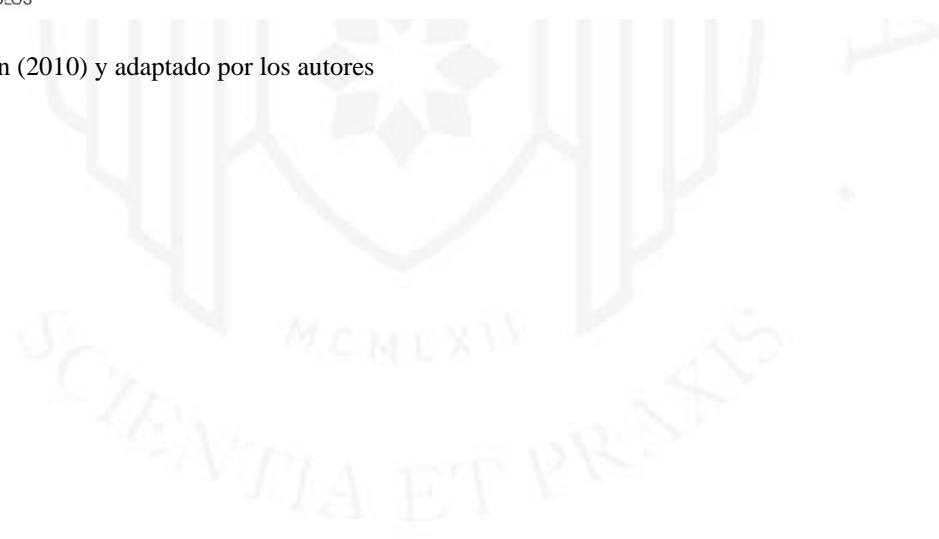 n (2010) y adaptado por los autores
MCMLXII
SCIENTIA ET PRAXIS